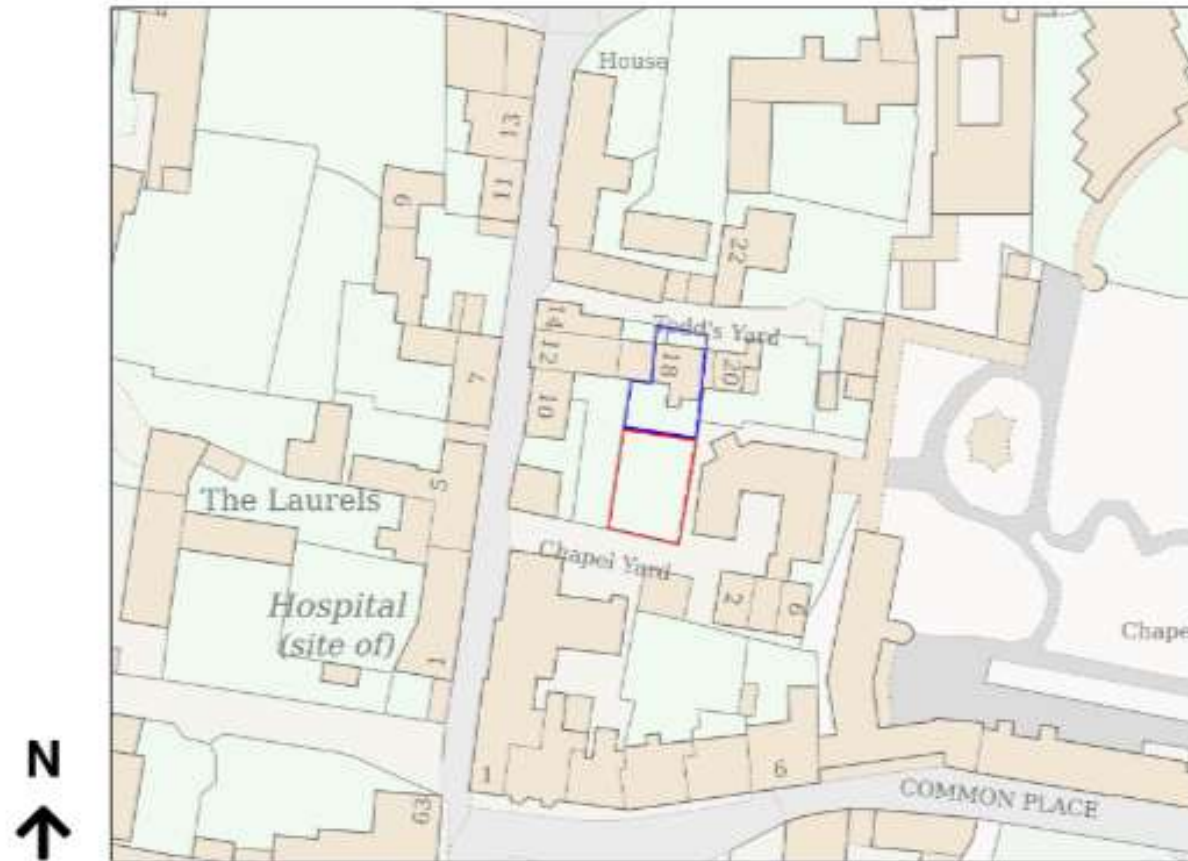 House
13
11
9
22
14
Todd's Yard
12
18
20
7
10
5
The Laurels
Chapel Yard
Hospital
(site of)
2
6
1
Chape
N
1
6
COMMON PLACE
63